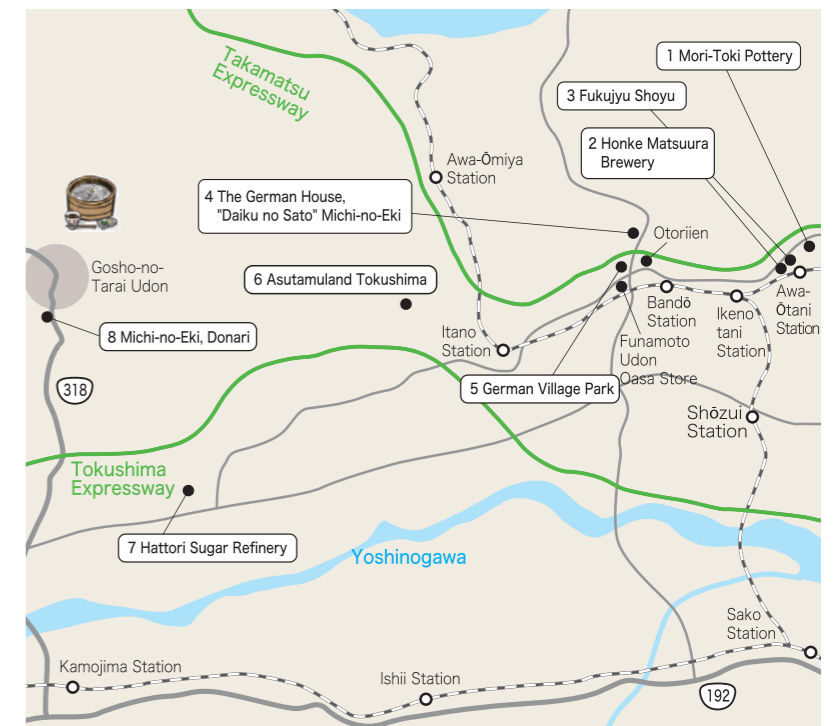 1 Mori-Toki Pottery
Takamatsu
Expressway
3 Fukujyu Shoyu
2 Honke Matsuura
Brewery
Awa-Ōmiya
Station
4 The German House,
"Daiku no Sato" Michi-no-Eki
Otoriien
Gosho-no-
Tarai Udon
6 Asutamuland Tokushima
Awa-
Ōtani
Station
Bandō
Station
Ikeno
tani
Station
8 Michi-no-Eki, Donari
Itano
Station
Funamoto
Udon
Oasa Store
5 German Village Park
318
Shōzui
Station
Tokushima
Expressway
7 Hattori Sugar Refinery
Yoshinogawa
Sako
Station
Kamojima Station
Ishii Station
192